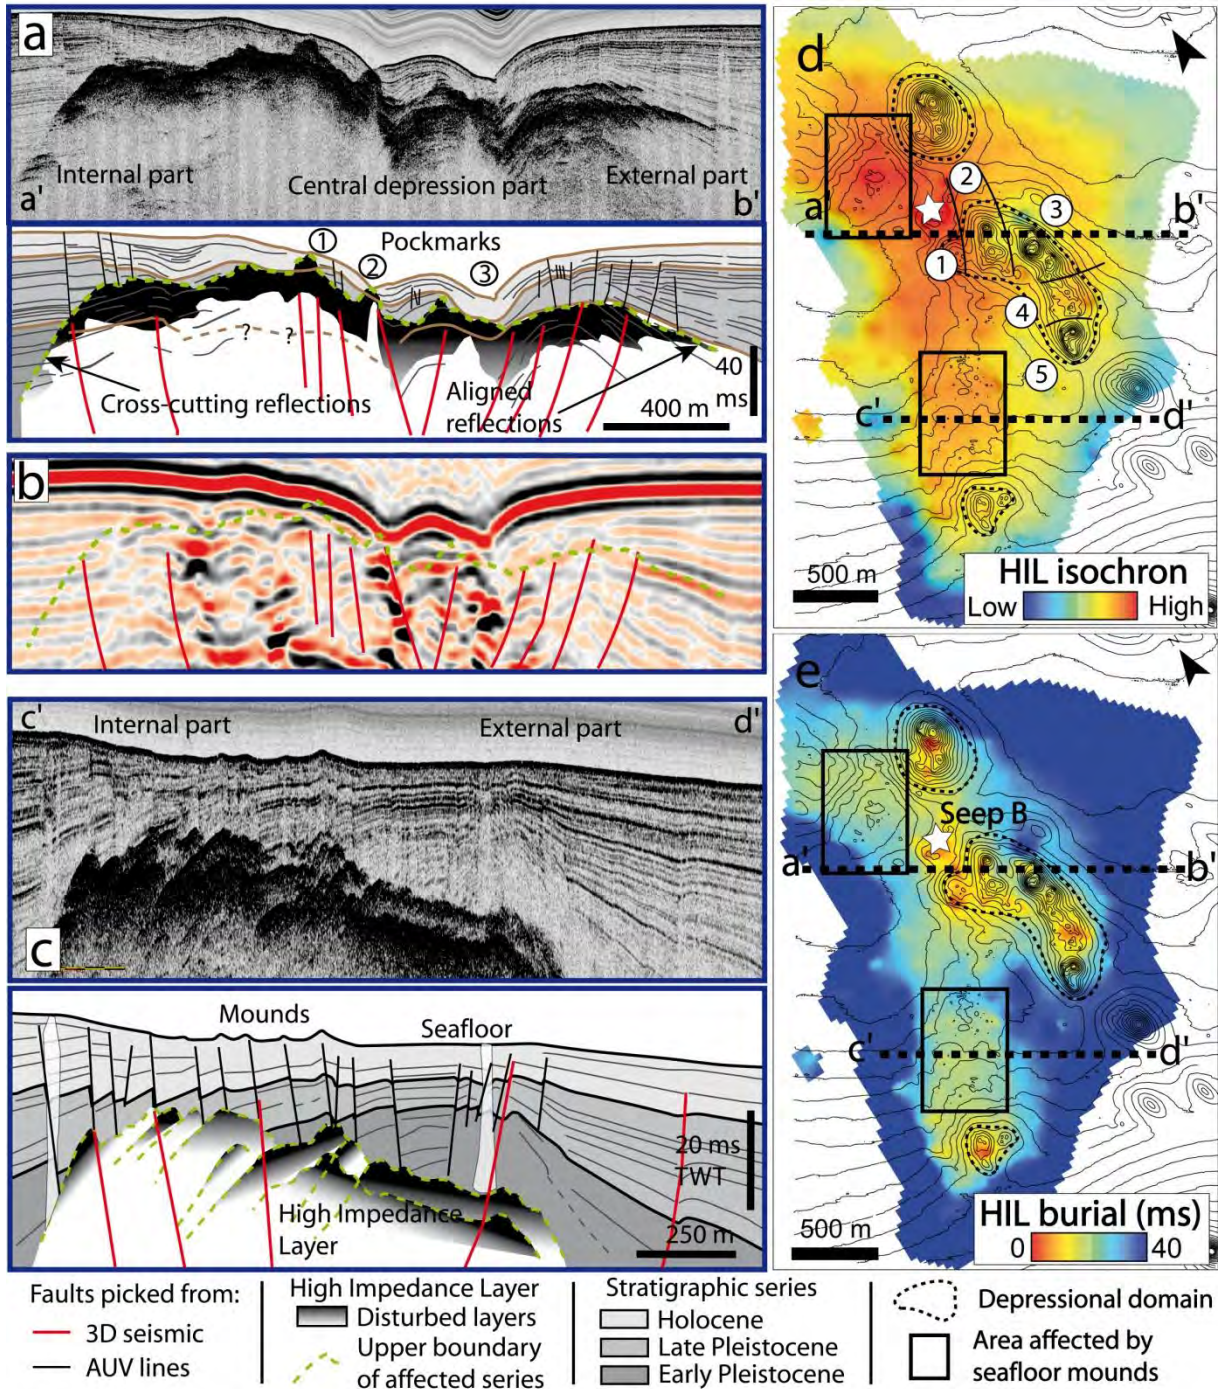 a
Internal part
Central depression part
External part
a'
b'
1
2
Pockmarks
3
?
?
Cross-cutting reflections
Aligned
reflections
40
ms
400 m
b
c'
Internal part
External part
d'
c
Mounds
Seafloor
20 ms
TWT
High Impedance
Layer
250 m
d
N
2
3
a'
b'
1
4
5
c'
d'
500 m
HIL isochron
Low
High
e
Seep B
a'
b'
c'
d'
500 m
HIL burial (ms)
0
40
Faults picked from:
3D seismic
AUV lines
High Impedance Layer
Disturbed layers
Upper boundary
of affected series
Stratigraphic series
Holocene
Late Pleistocene
Early Pleistocene
Depressional domain
Area affected by
seafloor mounds